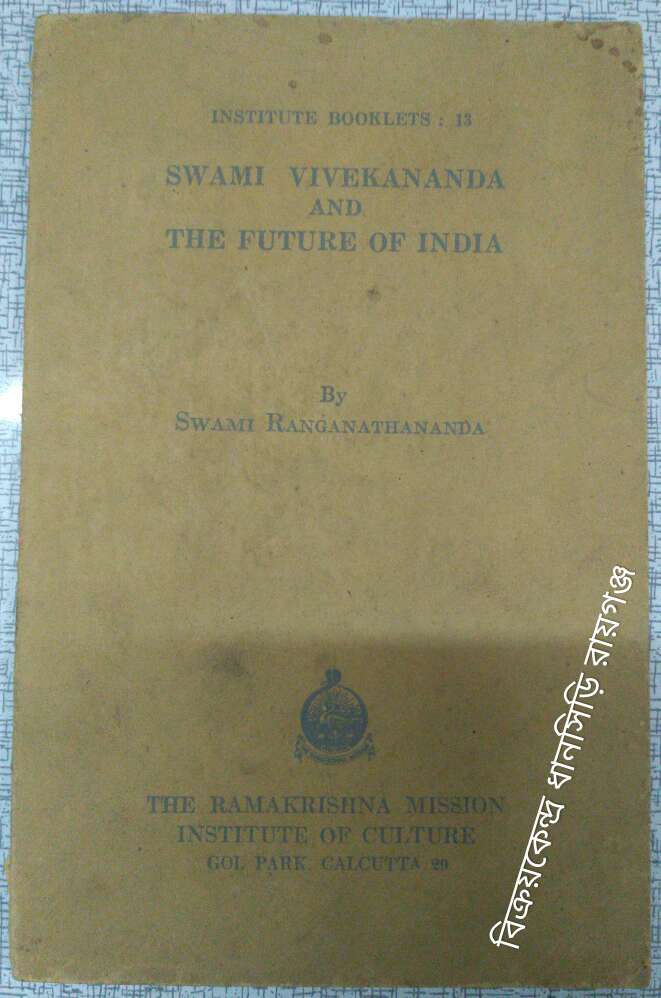 INSTITUTE BOOKLETS : 13
SWAMI VIVEKANANDA
AND
THE FUTURE OF INDIA
By
SWAMI RANGANATHANANDA
THE RAMAKRISHNA MISSION
INSTITUTE OF CULTURE
GOL PARK, CALCUTTA 29
বিক্রয়কেন্দ্র ধানসিড়ি রায়গঞ্জ